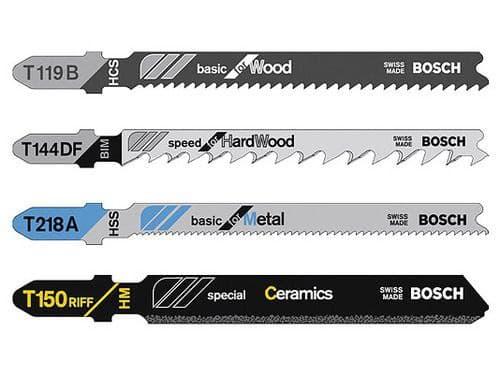 T119B HCS basic for Wood SWISS MADE BOSCH
T144DF BIM speed for HardWood SWISS MADE BOSCH
T218A HSS basic for Metal SWISS MADE BOSCH
T150 RIFF HM special Ceramics SWISS MADE BOSCH